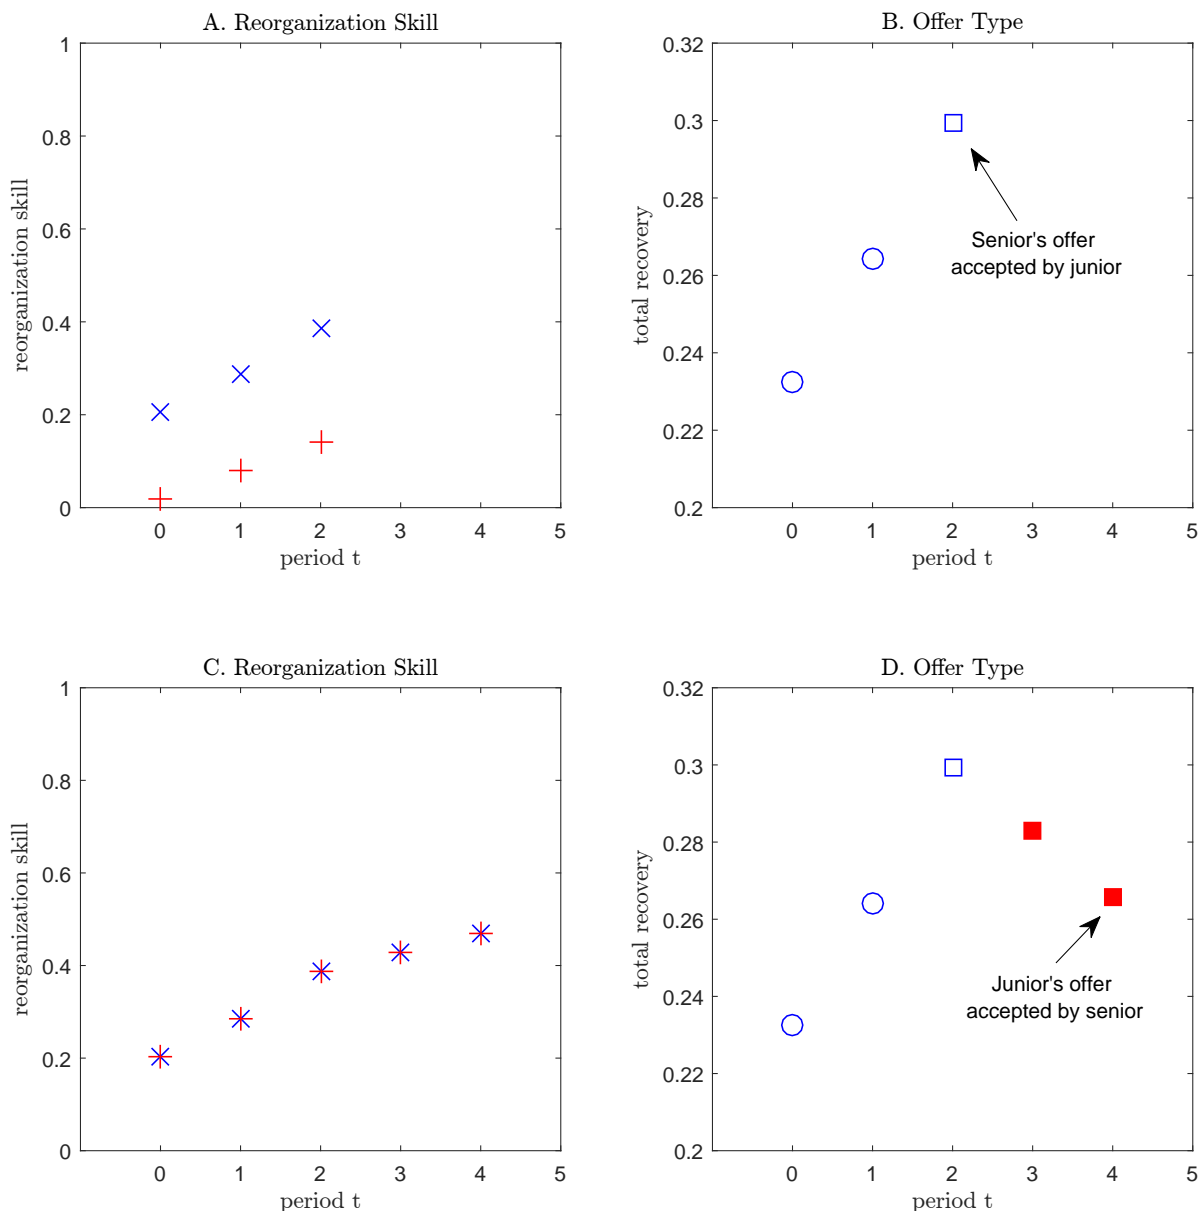 A. Reorganization Skill
1
0.8
0.6
0.4
0.2
0
reorganization skill
0 1 2 3 4 5
period t
B. Offer Type
0.32
0.3
0.28
0.26
0.24
0.22
0.2
total recovery
Senior's offer
accepted by junior
0 1 2 3 4 5
period t
C. Reorganization Skill
1
0.8
0.6
0.4
0.2
0
reorganization skill
0 1 2 3 4 5
period t
D. Offer Type
0.32
0.3
0.28
0.26
0.24
0.22
0.2
total recovery
Junior's offer
accepted by senior
0 1 2 3 4 5
period t